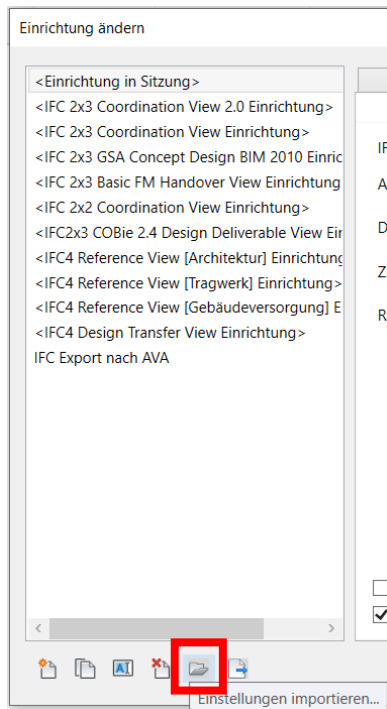 Einrichtung ändern
<Einrichtung in Sitzung>
<IFC 2x3 Coordination View 2.0 Einrichtung>
<IFC 2x3 Coordination View Einrichtung>
<IFC 2x3 GSA Concept Design BIM 2010 Einric
<IFC 2x3 Basic FM Handover View Einrichtung
<IFC 2x2 Coordination View Einrichtung>
<IFC2x3 COBie 2.4 Design Deliverable View Eir
<IFC4 Reference View [Architektur] Einrichtung
<IFC4 Reference View [Tragwerk] Einrichtung>
<IFC4 Reference View [Gebäudeversorgung] E
<IFC4 Design Transfer View Einrichtung>
IFC Export nach AVA
IF
A
D
Z
R
Einstellungen importieren...